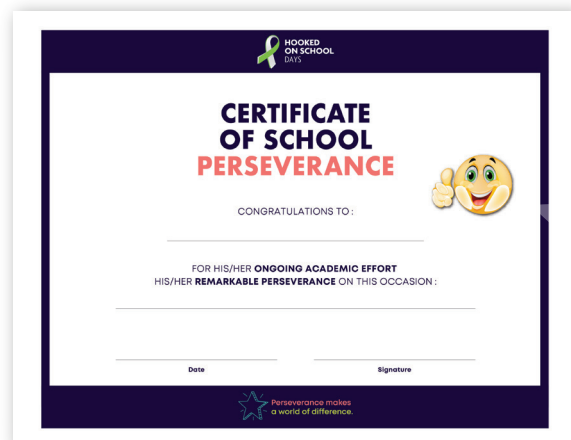 HOOKED
ON SCHOOL
DAYS
CERTIFICATE
OF SCHOOL
PERSEVERANCE
CONGRATULATIONS TO :
FOR HIS/HER ONGOING ACADEMIC EFFORT
HIS/HER REMARKABLE PERSEVERANCE ON THIS OCCASION :
Date Signature
Perseverance makes
a world of difference.